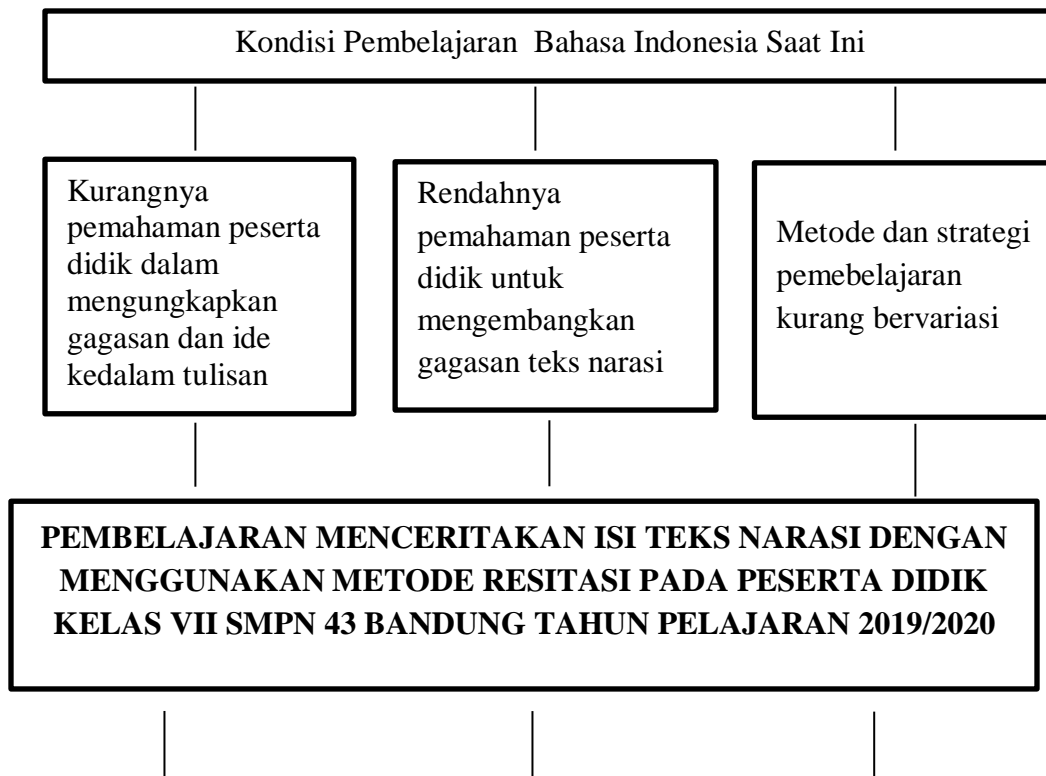 Kondisi Pembelajaran Bahasa Indonesia Saat Ini
Kurangnya
pemahaman peserta
didik dalam
mengungkapkan
gagasan dan ide
kedalam tulisan
Rendahnya
pemahaman peserta
didik untuk
mengembangkan
gagasan teks narasi
Metode dan strategi
pemebelajaran
kurang bervariasi
PEMBELAJARAN MENCERITAKAN ISI TEKS NARASI DENGAN
MENGGUNAKAN METODE RESITASI PADA PESERTA DIDIK
KELAS VII SMPN 43 BANDUNG TAHUN PELAJARAN 2019/2020